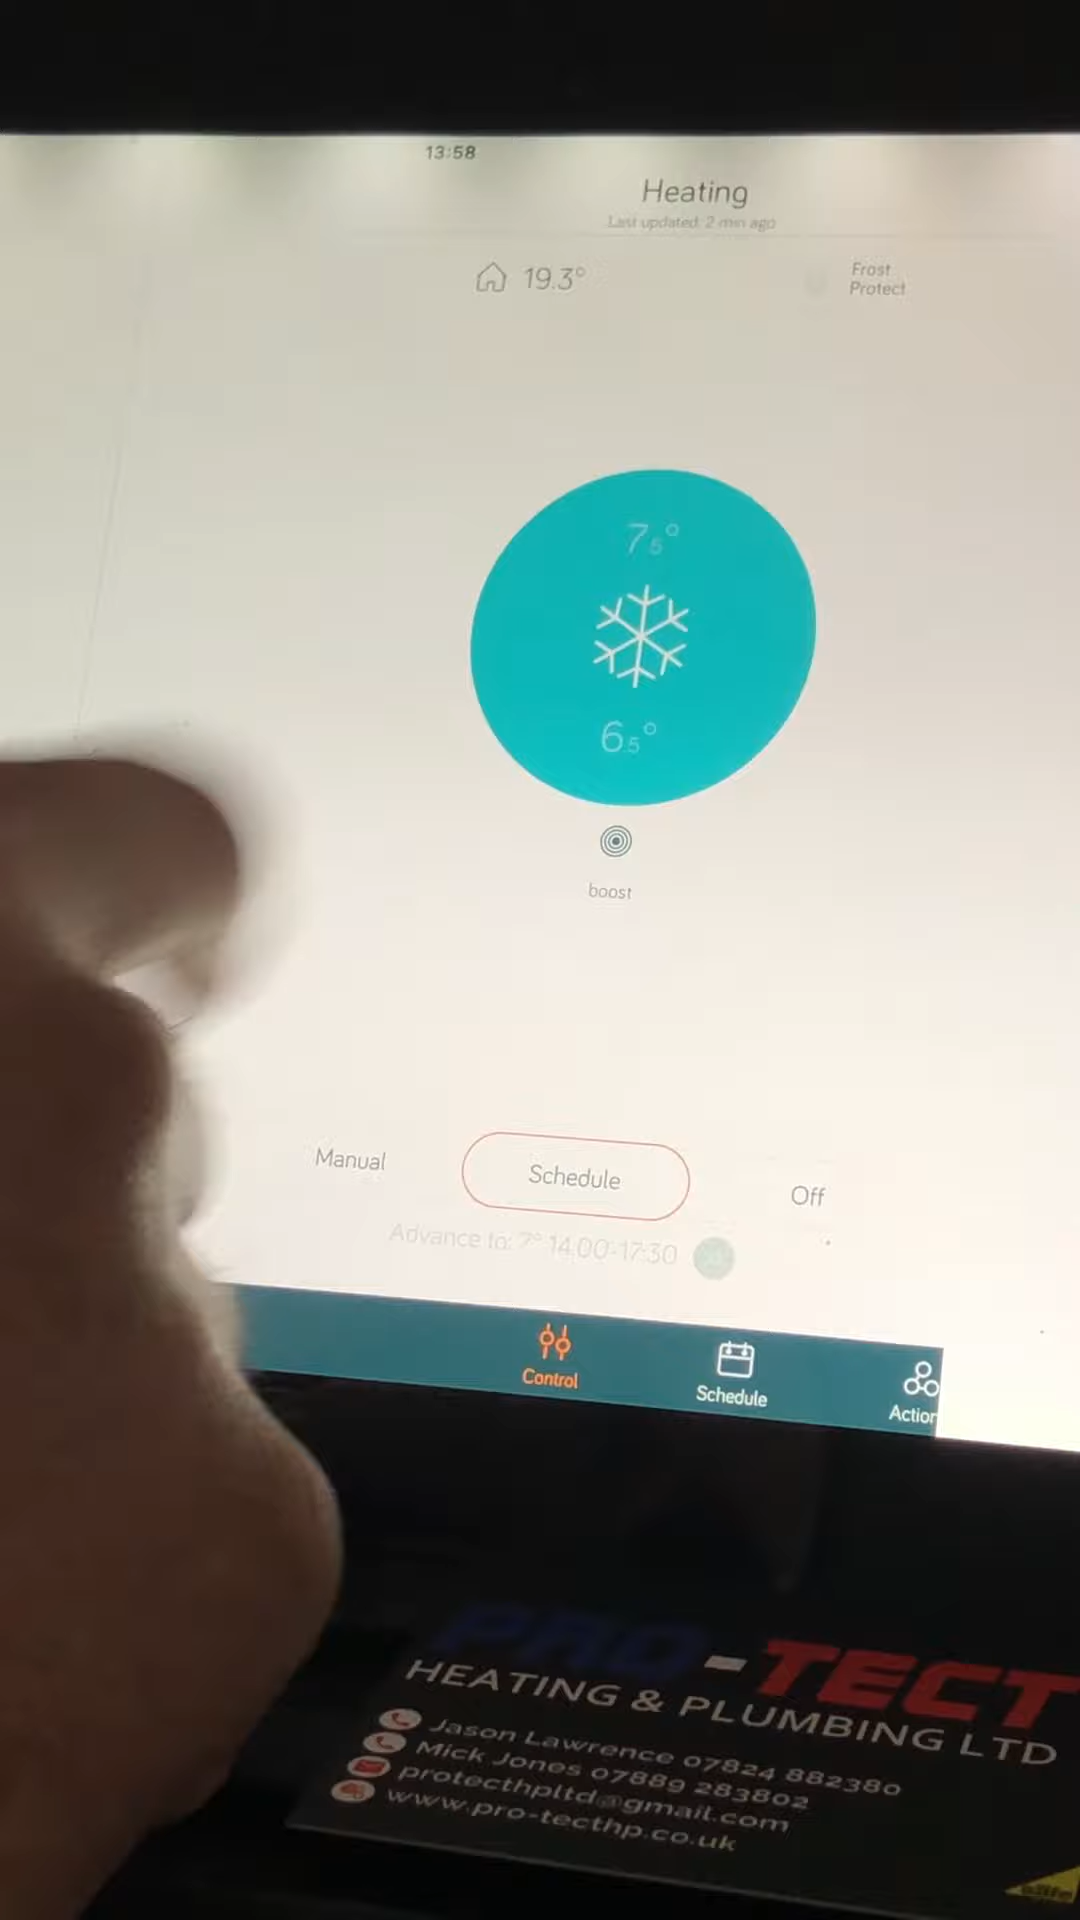 13:58
Heating
Last updated: 2 min ago
19.3°
Frost
Protect
7.5°
6.5°
boost
Manual
Schedule
Off
Advance to: 7° 14.00-17:30
Control
Schedule
Action
PRO-TECT
HEATING & PLUMBING LTD
Jason Lawrence 07824 882380
Mick Jones 07889 283802
protecthpltd@gmail.com
www.pro-tecthp.co.uk